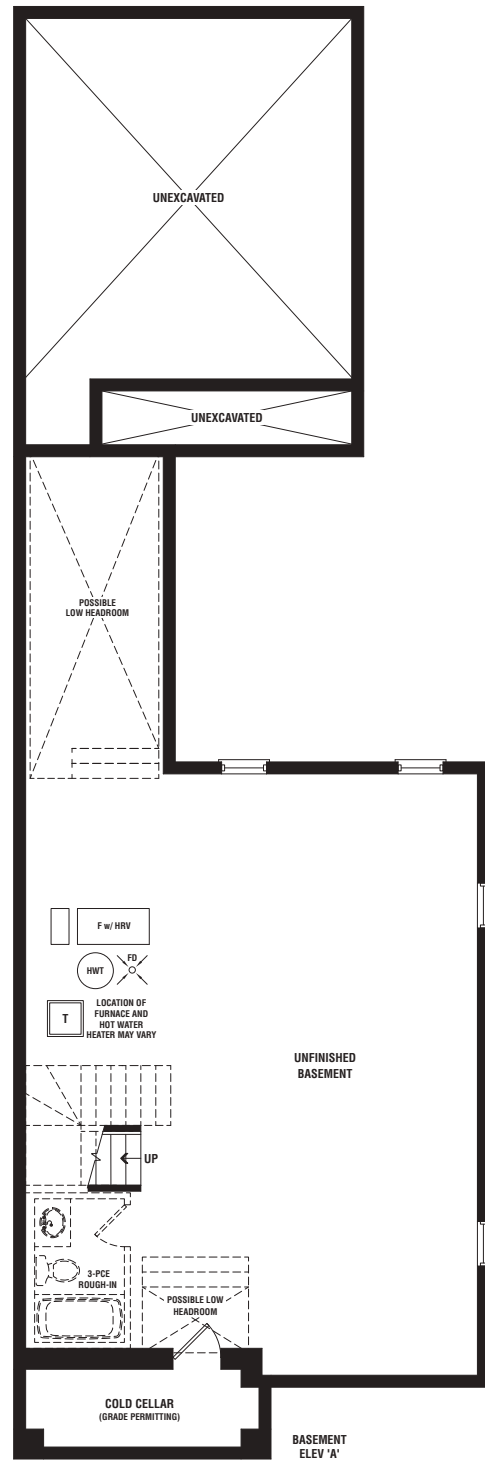 UNEXCAVATED
UNEXCAVATED
POSSIBLE
LOW HEADROOM
F w/ HRV
HWT
FD
T
LOCATION OF
FURNACE AND
HOT WATER
HEATER MAY VARY
UNFINISHED
BASEMENT
UP
3-PCE
ROUGH-IN
POSSIBLE LOW
HEADROOM
COLD CELLAR
(GRADE PERMITTING)
BASEMENT
ELEV 'A'